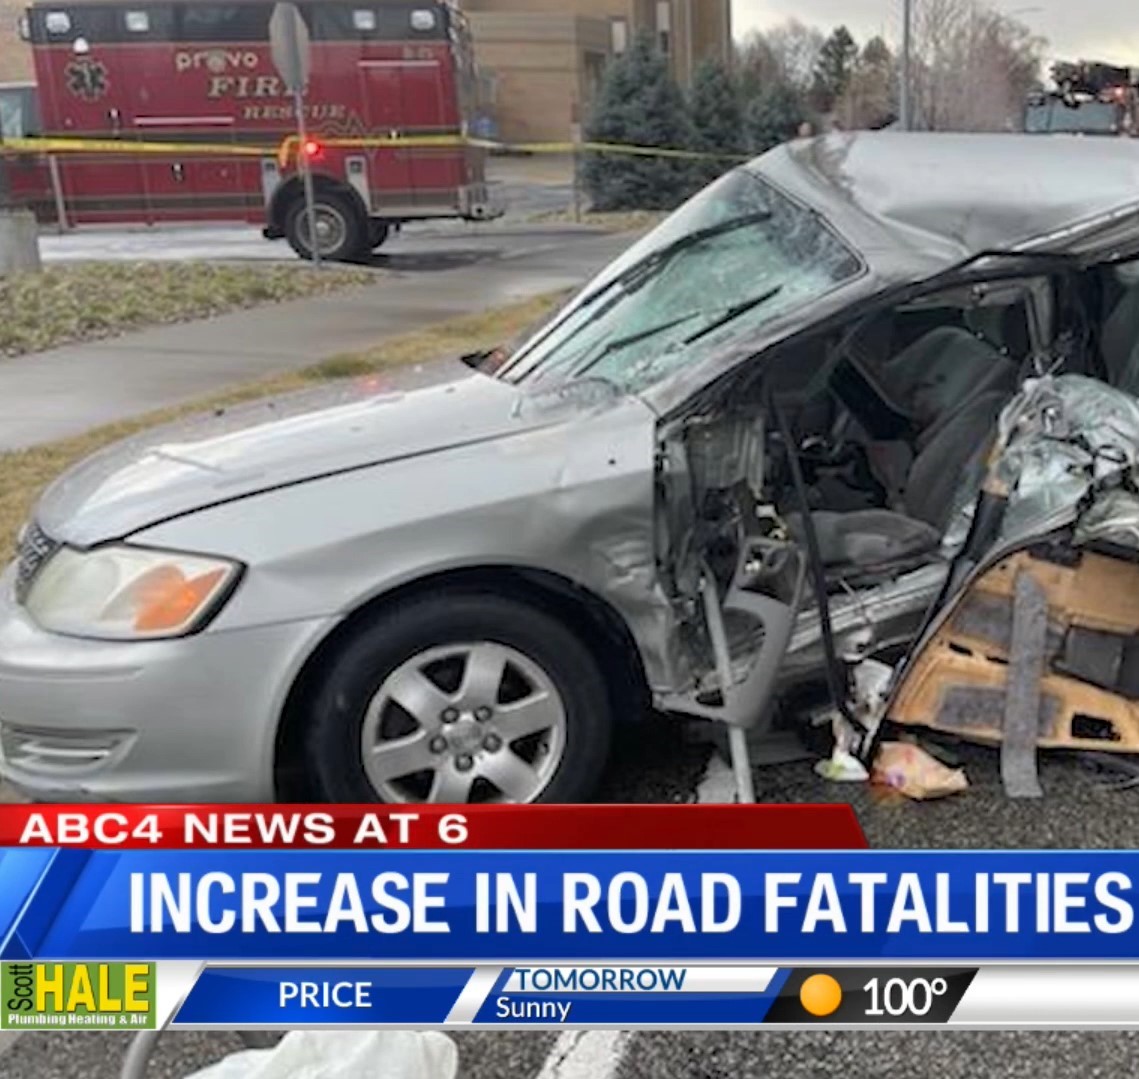 provo
FIRE
RESCUE
ABC4 NEWS AT 6
INCREASE IN ROAD FATALITIES
Scott
HALE
Plumbing Heating & Air
PRICE
TOMORROW
Sunny
100°